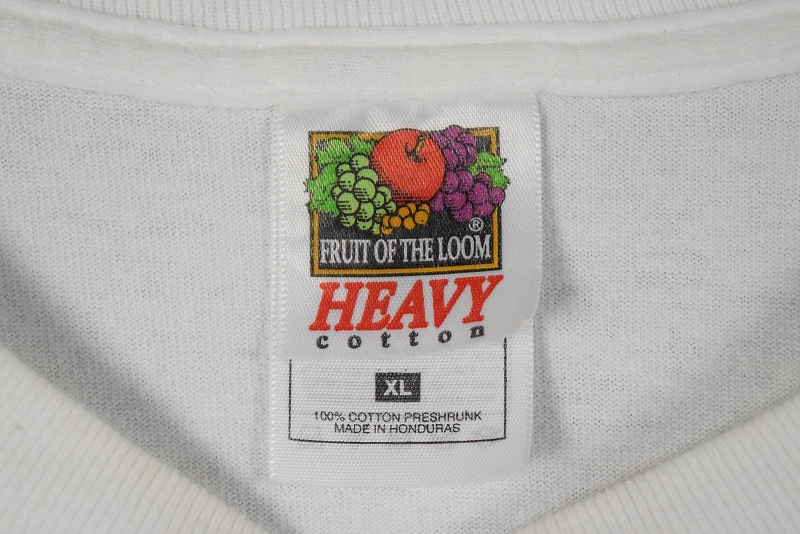 ®
FRUIT OF THE LOOM
HEAVY
cotton
XL
100% COTTON PRESHRUNK
MADE IN HONDURAS